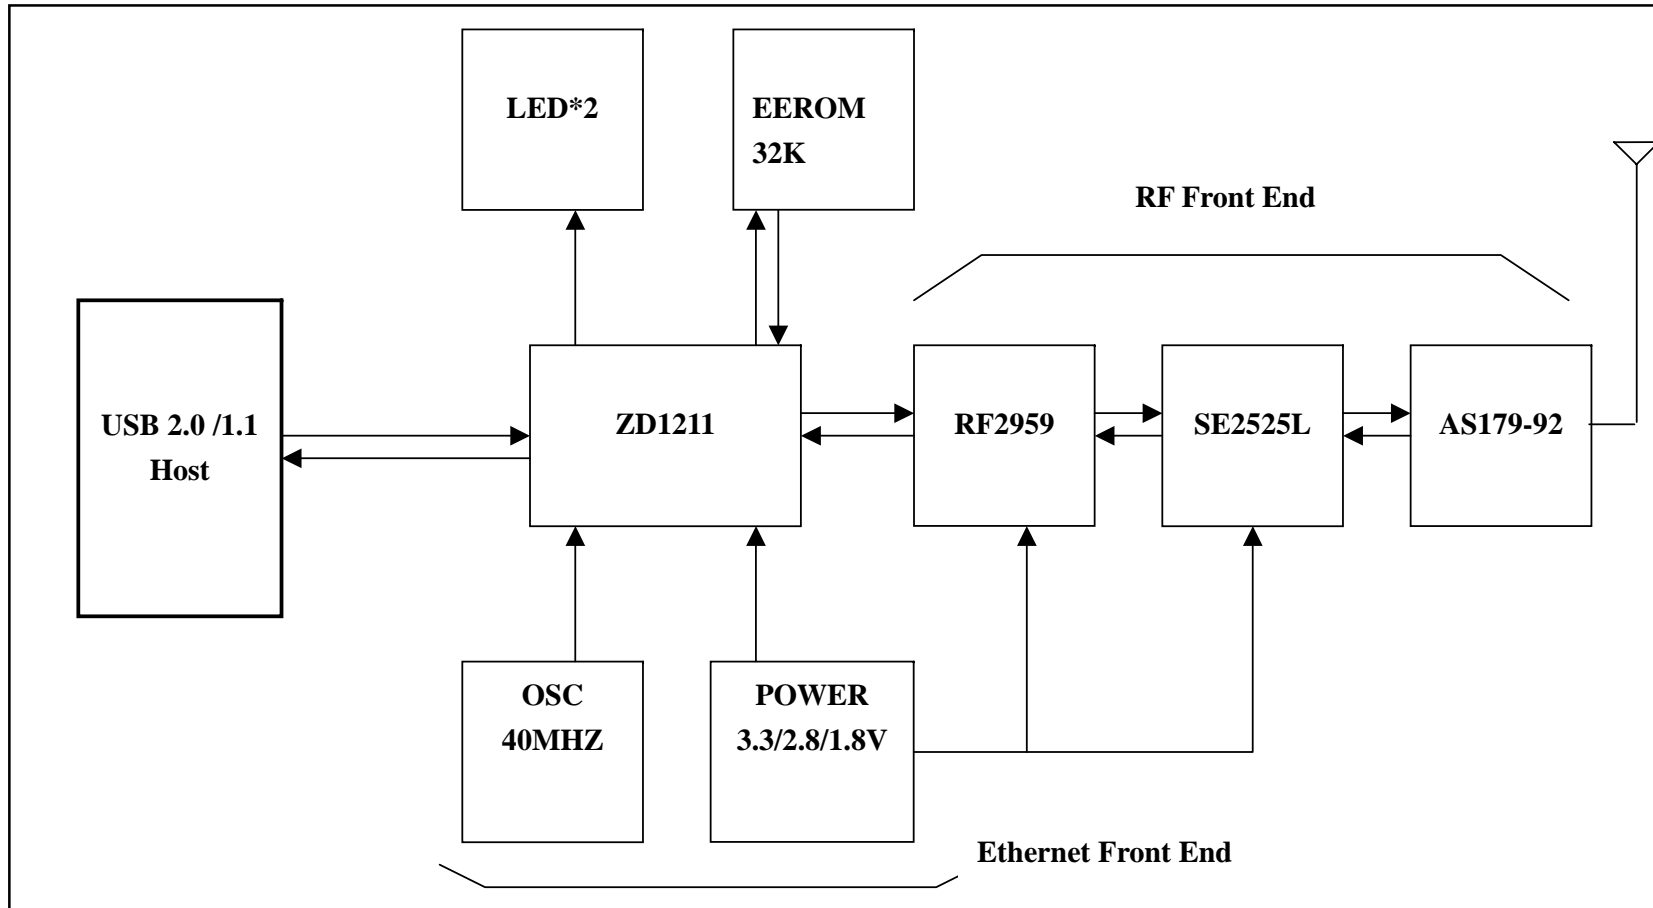 LED*2
EEROM
32K
RF Front End
USB 2.0 /1.1
Host
ZD1211
RF2959
SE2525L
AS179-92
OSC
40MHZ
POWER
3.3/2.8/1.8V
Ethernet Front End